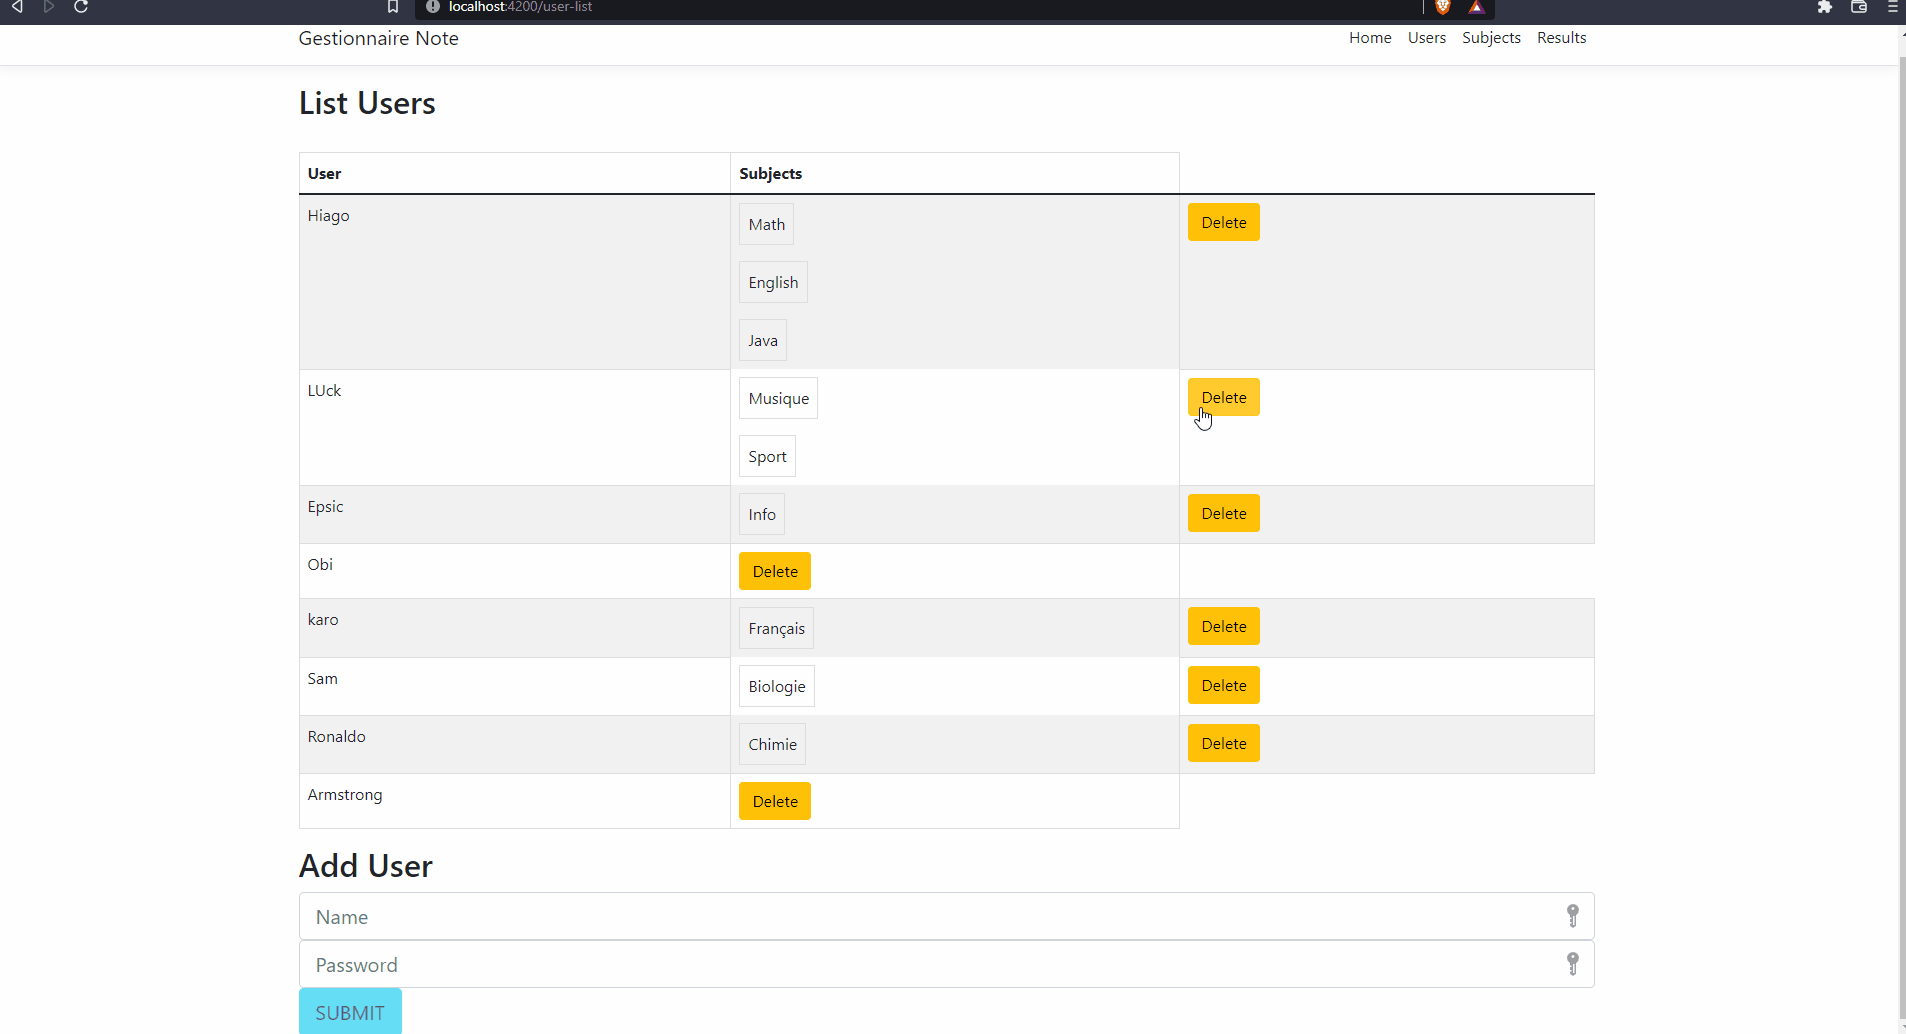 localhost:4200/user-list
Gestionnaire Note
Home Users Subjects Results
List Users
User Subjects
Hiago Math Delete
English
Java
LUck Musique Delete
Sport
Epsic Info Delete
Obi Delete
karo Français Delete
Sam Biologie Delete
Ronaldo Chimie Delete
Armstrong Delete
Add User
Name
Password
SUBMIT